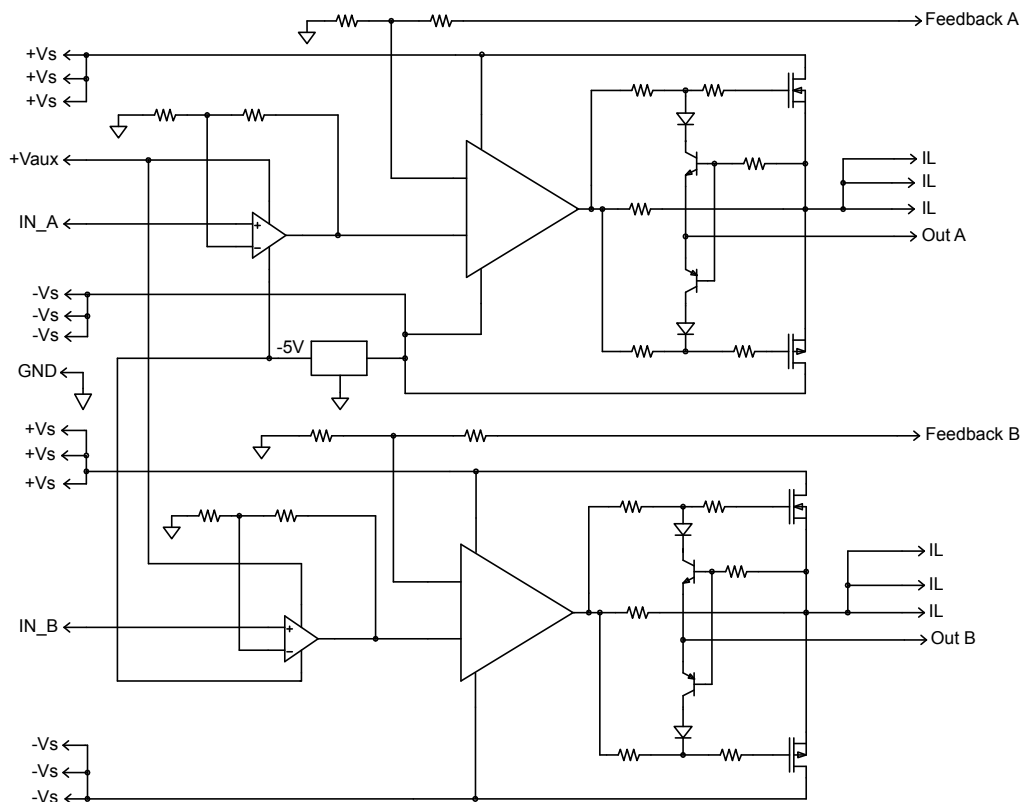 Feedback A
+Vs
+Vs
+Vs
+Vaux
IL
IL
IL
IN_A
+
−
Out A
-Vs
-Vs
-Vs
-5V
GND
+Vs
+Vs
+Vs
Feedback B
IL
IL
IL
IN_B
+
−
Out B
-Vs
-Vs
-Vs